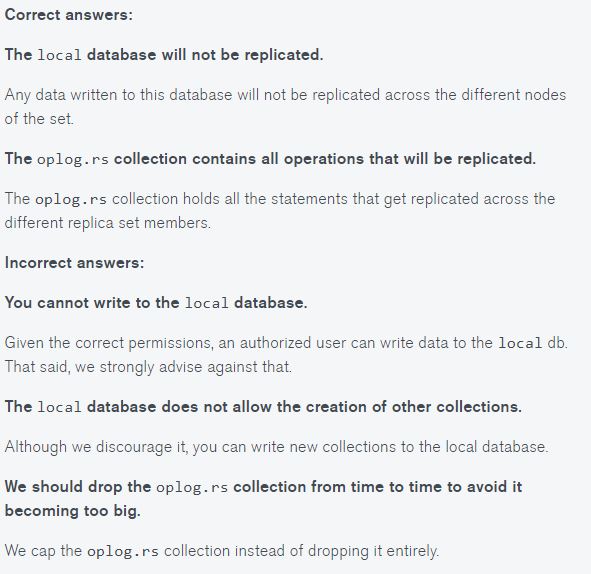 Correct answers:
The local database will not be replicated.
Any data written to this database will not be replicated across the different nodes
of the set.
The oplog.rs collection contains all operations that will be replicated.
The oplog.rs collection holds all the statements that get replicated across the
different replica set members.
Incorrect answers:
You cannot write to the local database.
Given the correct permissions, an authorized user can write data to the local db.
That said, we strongly advise against that.
The local database does not allow the creation of other collections.
Although we discourage it, you can write new collections to the local database.
We should drop the oplog.rs collection from time to time to avoid it
becoming too big.
We cap the oplog.rs collection instead of dropping it entirely.